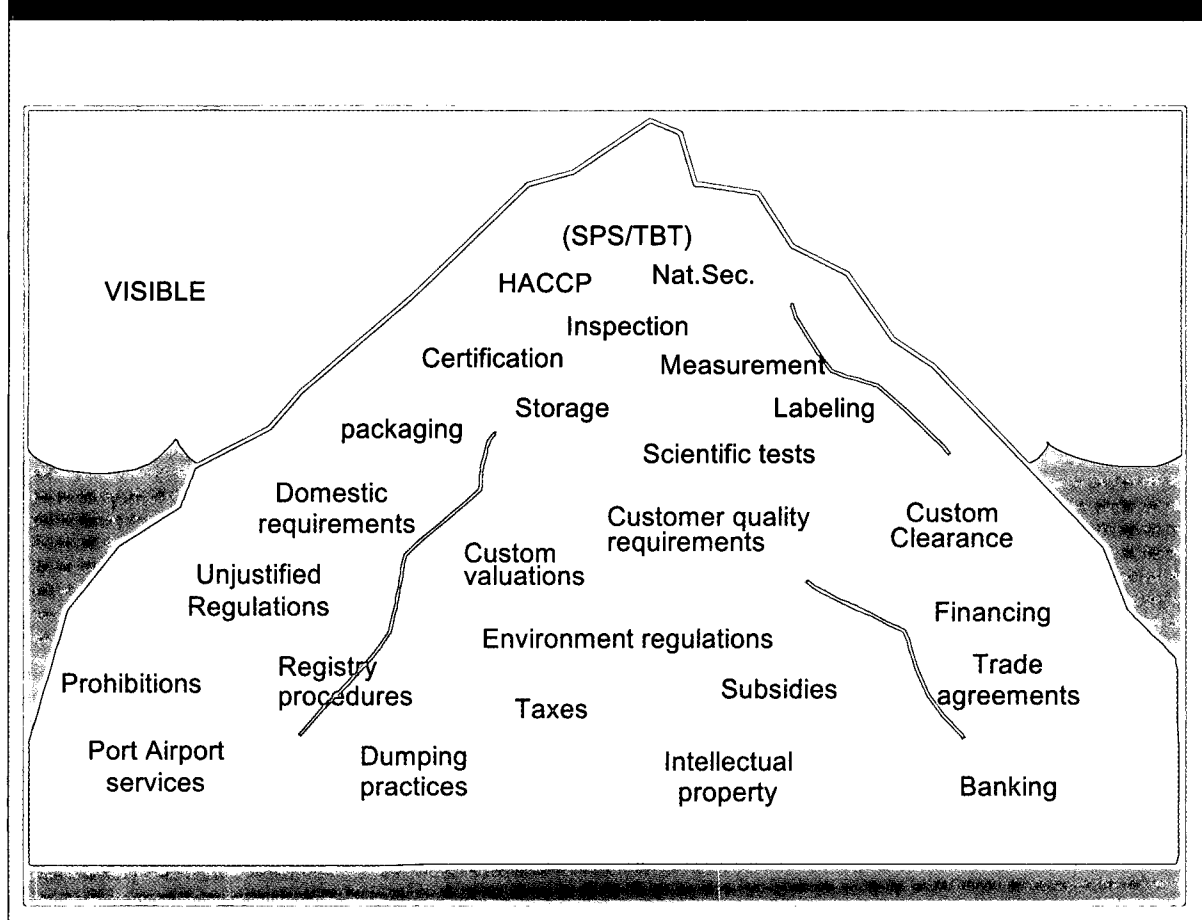 (SPS/TBT)
VISIBLE
HACCP
Nat.Sec.
Inspection
Certification
Measurement
Storage
Labeling
packaging
Scientific tests
Domestic
requirements
Customer quality
requirements
Custom
Clearance
Custom
valuations
Unjustified
Regulations
Financing
Environment regulations
Prohibitions
Registry
procedures
Trade
agreements
Subsidies
Taxes
Port Airport
services
Dumping
practices
Intellectual
property
Banking